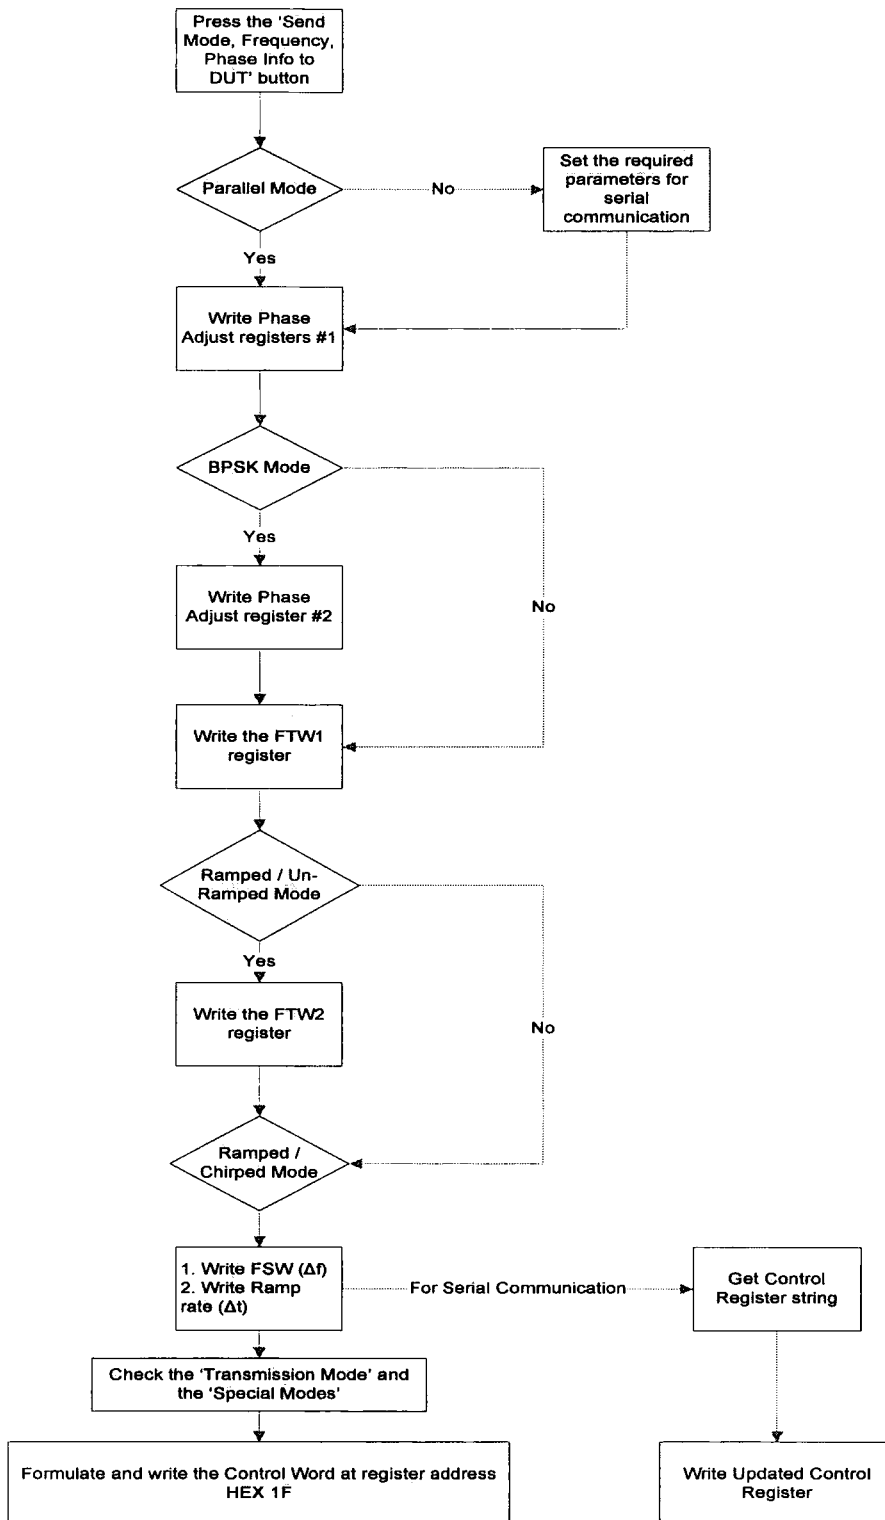 Press the 'Send
Mode, Frequency,
Phase Info to
DUT' button
Parallel Mode
No
Set the required
parameters for
serial
communication
Yes
Write Phase
Adjust registers #1
BPSK Mode
Yes
Write Phase
Adjust register #2
No
Write the FTW1
register
Ramped / Un-
Ramped Mode
Yes
Write the FTW2
register
No
Ramped /
Chirped Mode
1. Write FSW (Δf)
2. Write Ramp
rate (Δt)
For Serial Communication
Get Control
Register string
Check the 'Transmission Mode' and
the 'Special Modes'
Formulate and write the Control Word at register address
HEX 1F
Write Updated Control
Register